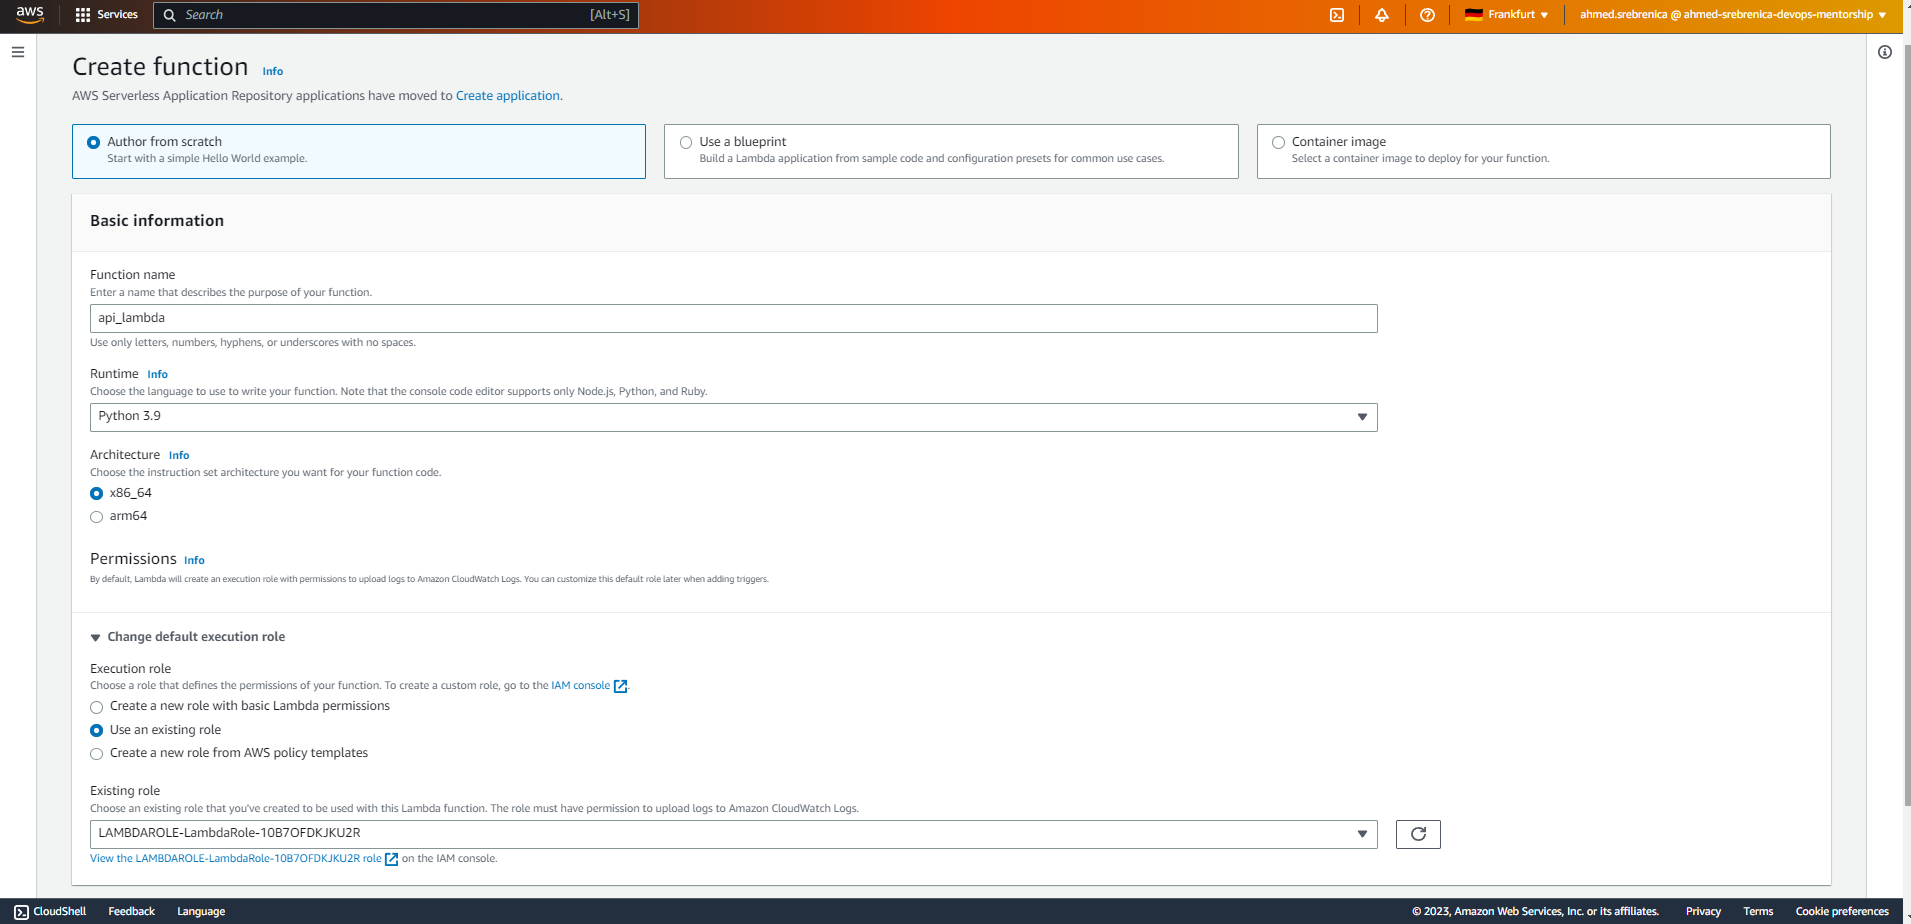 aws Services Search [Alt+S] Frankfurt ahmed.srebrenica @ ahmed-srebrenica-devops-mentorship
Create function Info
AWS Serverless Application Repository applications have moved to Create application.
Author from scratch
Start with a simple Hello World example.
Use a blueprint
Build a Lambda application from sample code and configuration presets for common use cases.
Container image
Select a container image to deploy for your function.
Basic information
Function name
Enter a name that describes the purpose of your function.
api_lambda
Use only letters, numbers, hyphens, or underscores with no spaces.
Runtime Info
Choose the language to use to write your function. Note that the console code editor supports only Node.js, Python, and Ruby.
Python 3.9
Architecture Info
Choose the instruction set architecture you want for your function code.
x86_64
arm64
Permissions Info
By default, Lambda will create an execution role with permissions to upload logs to Amazon CloudWatch Logs. You can customize this default role later when adding triggers.
Change default execution role
Execution role
Choose a role that defines the permissions of your function. To create a custom role, go to the IAM console.
Create a new role with basic Lambda permissions
Use an existing role
Create a new role from AWS policy templates
Existing role
Choose an existing role that you've created to be used with this Lambda function. The role must have permission to upload logs to Amazon CloudWatch Logs.
LAMBDAROLE-LambdaRole-10B7OFDKJKU2R
View the LAMBDAROLE-LambdaRole-10B7OFDKJKU2R role on the IAM console.
CloudShell Feedback Language © 2023, Amazon Web Services, Inc. or its affiliates. Privacy Terms Cookie preferences